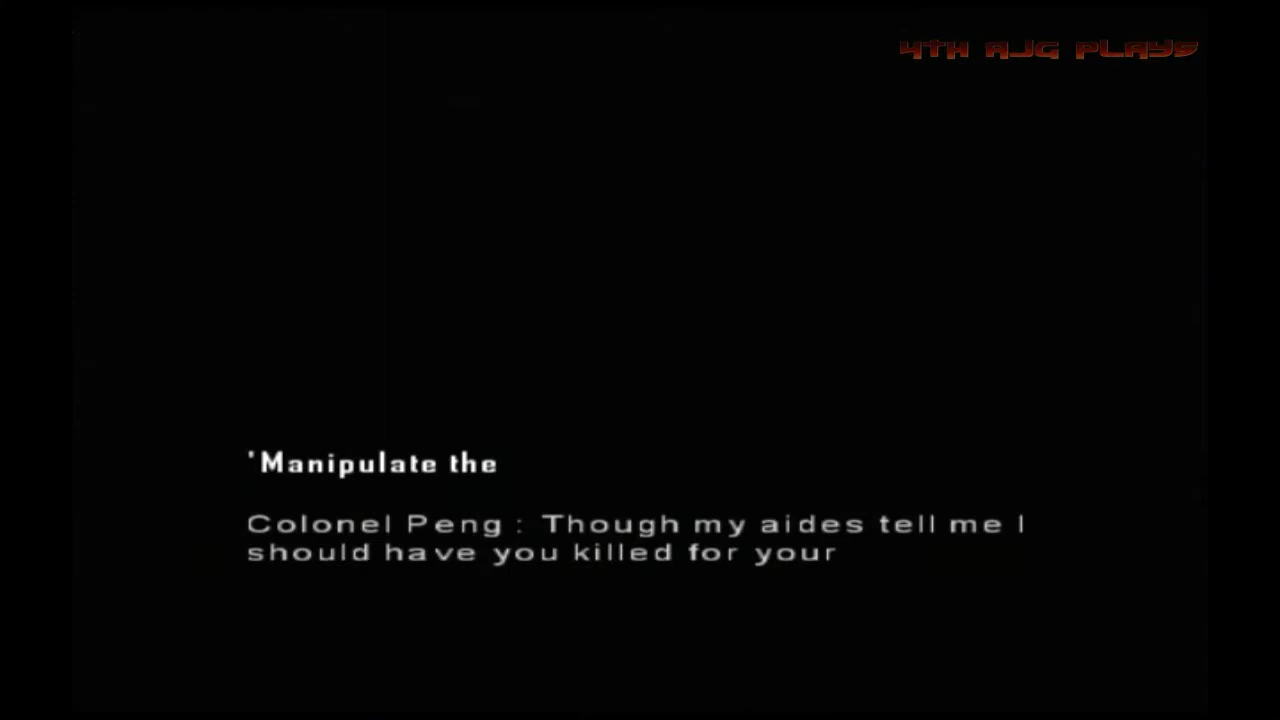 4TH AJG PLAYS
'Manipulate the
Colonel Peng : Though my aides tell me I
should have you killed for your